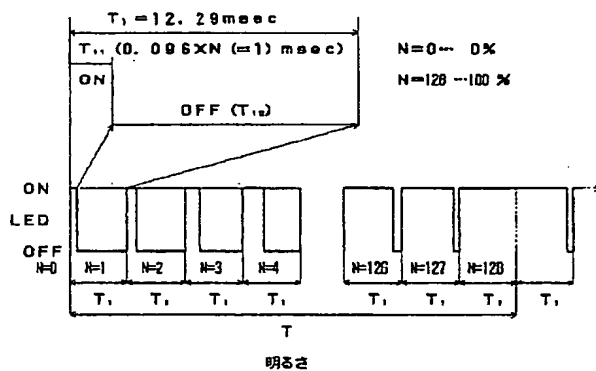 T₁=12.29msec
T₁₁(0.096×N(=1)msec)
N=0… 0%
ON
N=128…100%
OFF(T₁₂)
ON
LED
OFF
N=0 N=1 N=2 N=3 N=4 N=126 N=127 N=128
T₁ T₁ T₁ T₁ T₁ T₁ T₁ T₁
T
明るさ